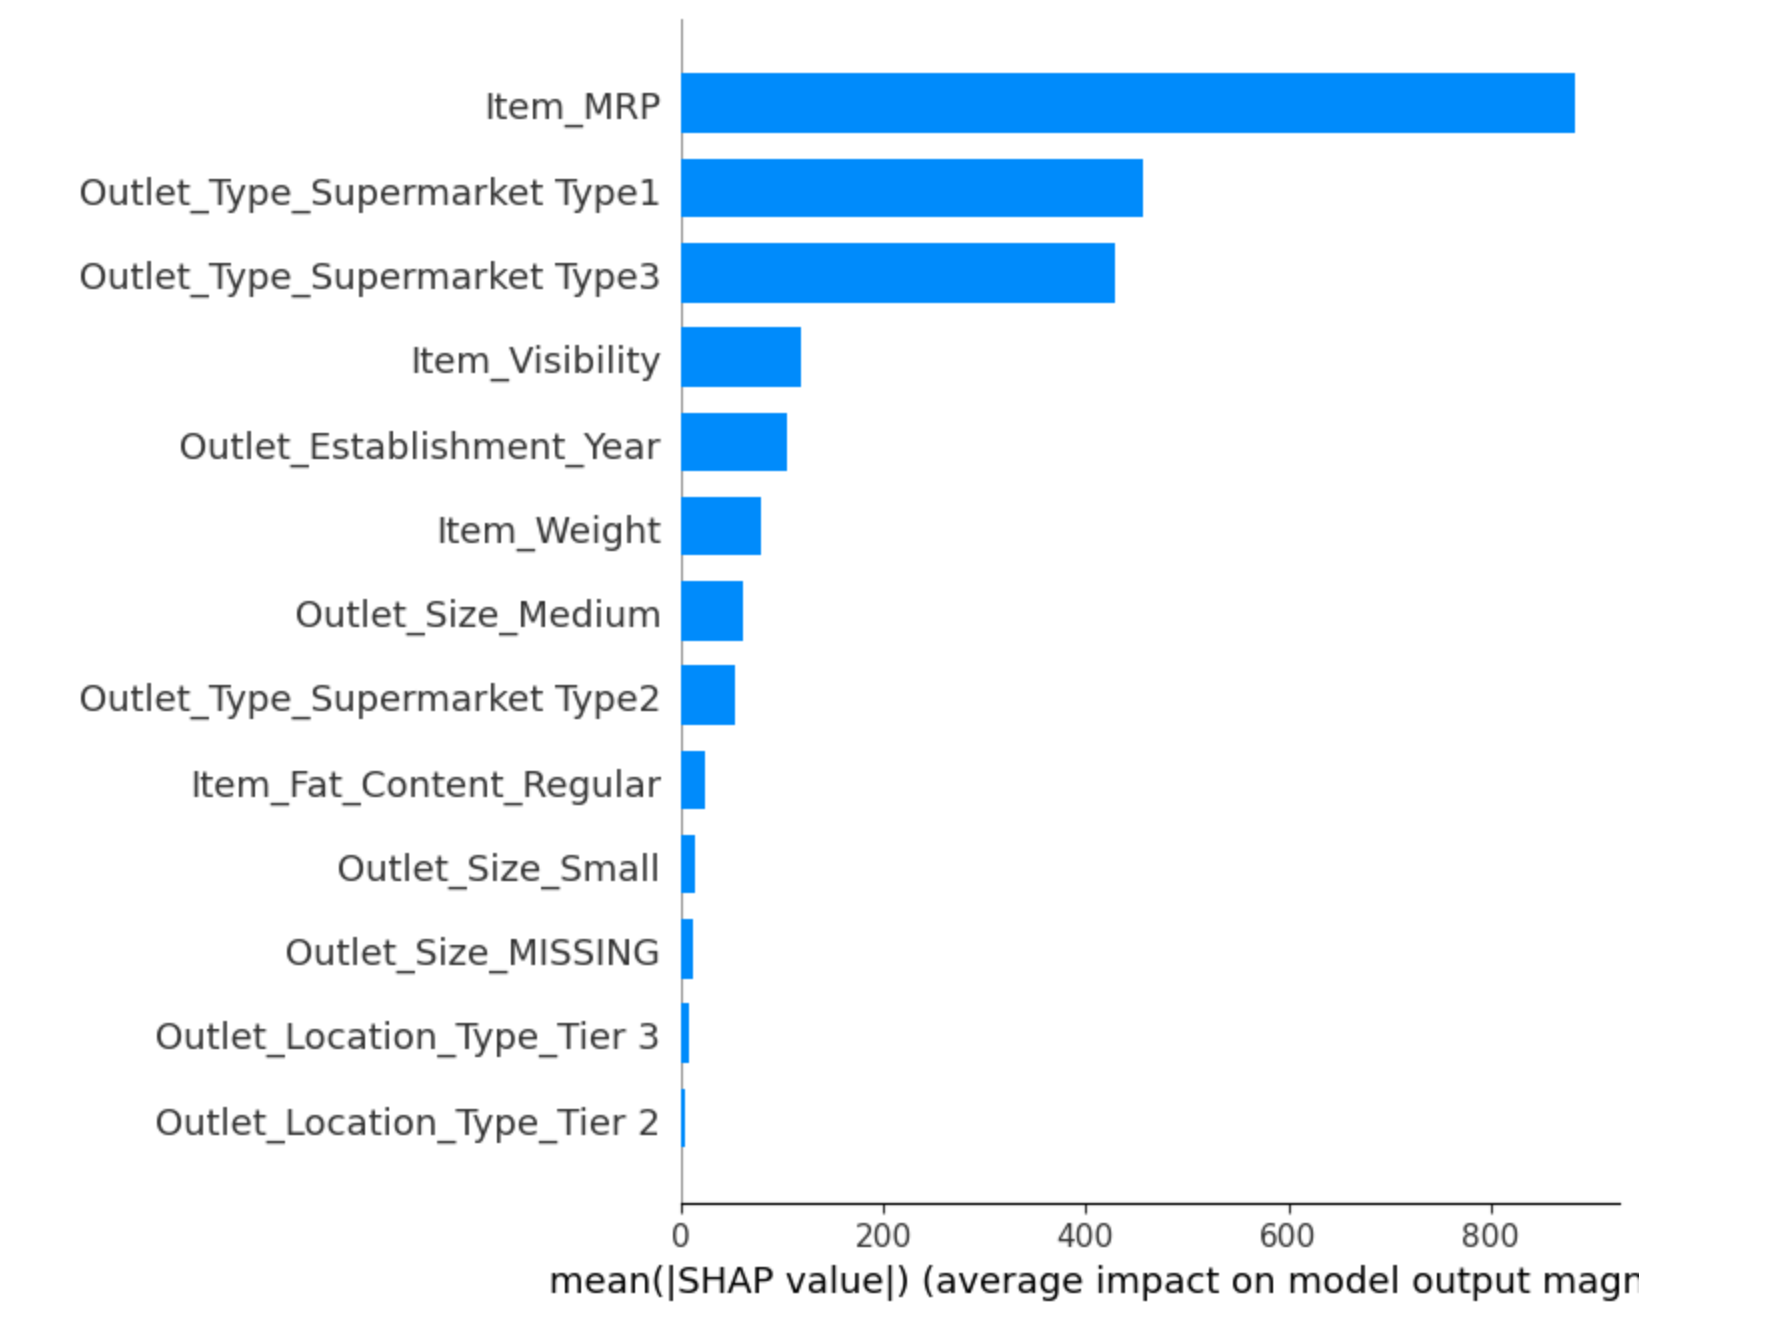 Item_MRP
Outlet_Type_Supermarket Type1
Outlet_Type_Supermarket Type3
Item_Visibility
Outlet_Establishment_Year
Item_Weight
Outlet_Size_Medium
Outlet_Type_Supermarket Type2
Item_Fat_Content_Regular
Outlet_Size_Small
Outlet_Size_MISSING
Outlet_Location_Type_Tier 3
Outlet_Location_Type_Tier 2
0 200 400 600 800
mean(|SHAP value|) (average impact on model output magn